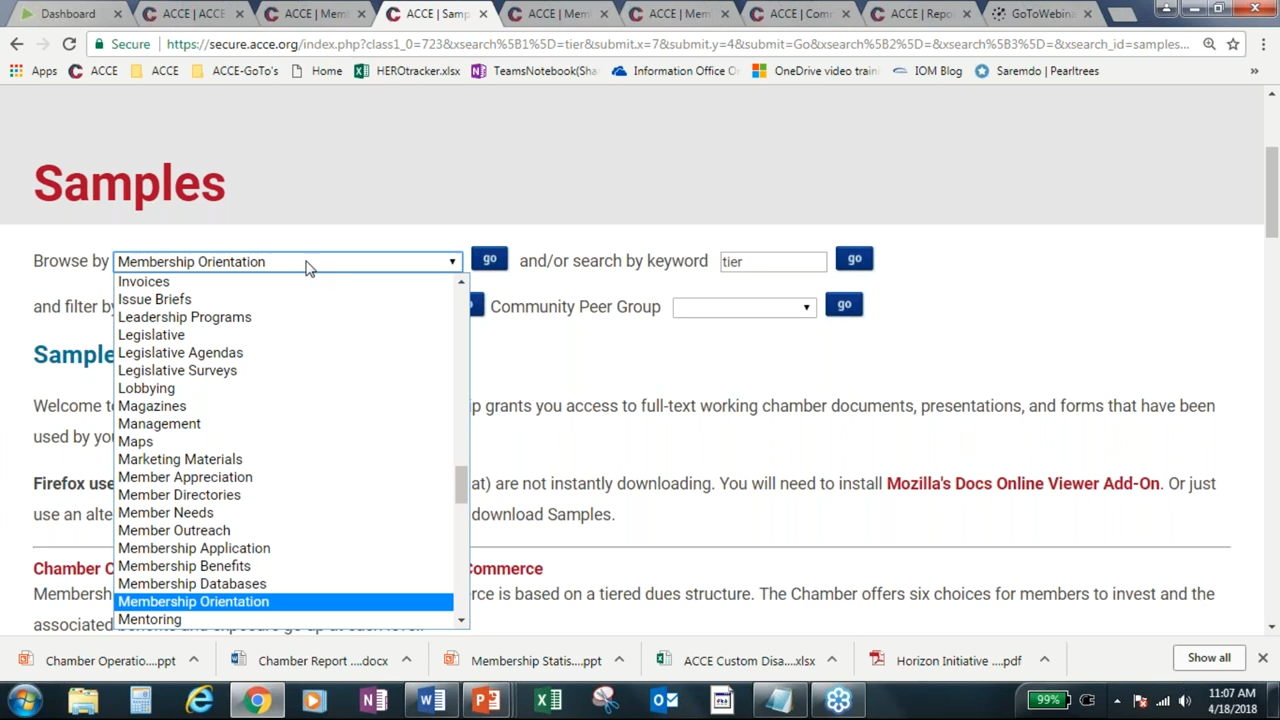 Dashboard
ACCE | ACCE
ACCE | Mem
ACCE | Samp
ACCE | Mem
ACCE | Mem
ACCE | Com
ACCE | Repo
GoToWebina
Secure
https://secure.acce.org/index.php?class1_0=723&xsearch%5B1%5D=tier&submit.x=7&submit.y=4&submit=Go&xsearch%5B2%5D=&xsearch%5B3%5D=&xsearch_id=samples...
Apps
ACCE
ACCE
ACCE-GoTo's
Home
HEROtracker.xlsx
TeamsNotebook(Sha
Information Office O
OneDrive video train
IOM Blog
Saremdo | Pearltrees
»
Samples
Browse by Membership Orientation go and/or search by keyword tier go
and filter by Community Peer Group go
Invoices
Issue Briefs
Leadership Programs
Legislative
Legislative Agendas
Legislative Surveys
Lobbying
Magazines
Management
Maps
Marketing Materials
Member Appreciation
Member Directories
Member Needs
Member Outreach
Membership Application
Membership Benefits
Membership Databases
Membership Orientation
Mentoring
Sample
Welcome to ip grants you access to full-text working chamber documents, presentations, and forms that have been
used by you
Firefox use at) are not instantly downloading. You will need to install Mozilla's Docs Online Viewer Add-On. Or just
use an alte download Samples.
Chamber C Commerce
Membersh rce is based on a tiered dues structure. The Chamber offers six choices for members to invest and the
Chamber Operatio....ppt
Chamber Report ....docx
Membership Statis....ppt
ACCE Custom Disa....xlsx
Horizon Initiative ....pdf
Show all
99%
11:07 AM
4/18/2018